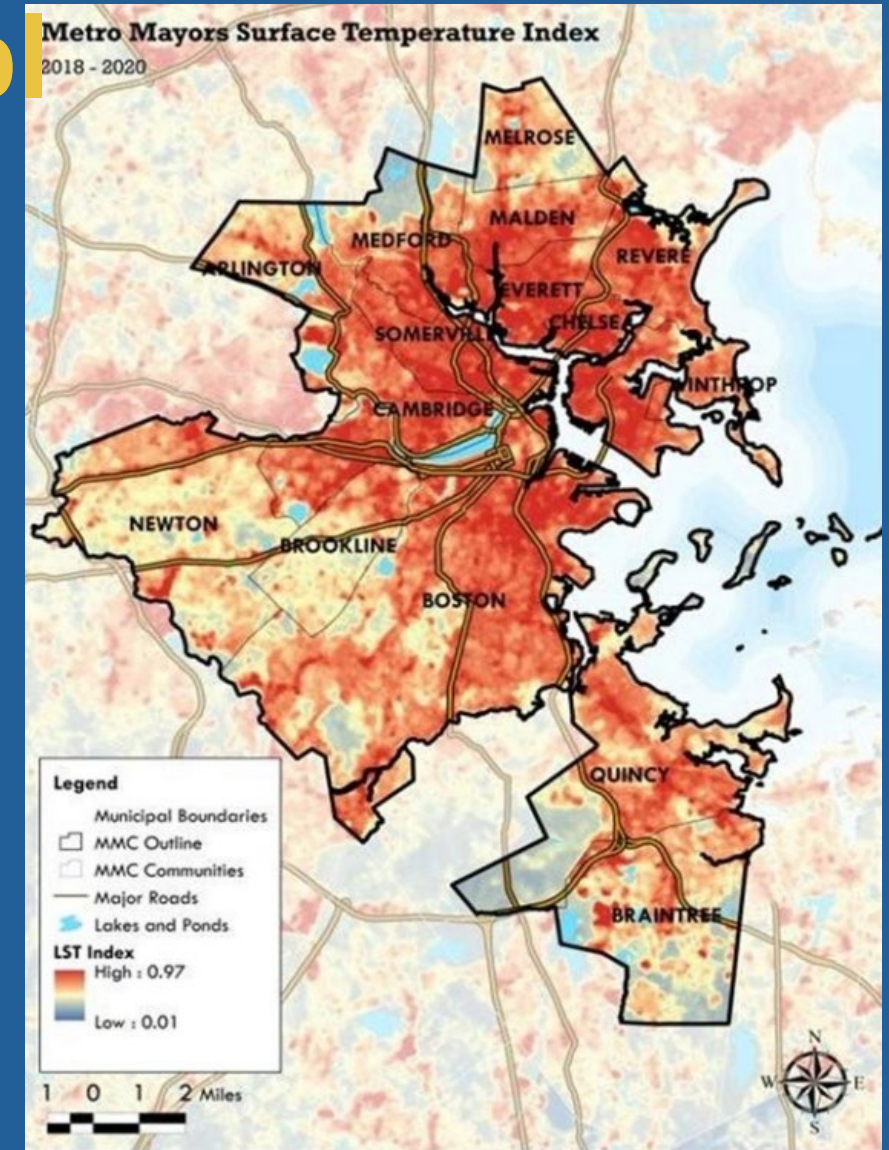 Metro Mayors Surface Temperature Index
2018 - 2020
MELROSE
MALDEN
MEDFORD
REVERE
ARLINGTON
EVERETT
CHELSEA
SOMERVILLE
WINTHROP
CAMBRIDGE
NEWTON
BROOKLINE
BOSTON
QUINCY
BRAINTREE
Legend
Municipal Boundaries
MMC Outline
MMC Communities
Major Roads
Lakes and Ponds
LST Index
High : 0.97
Low : 0.01
1 0 1 2 Miles
N
W E
S